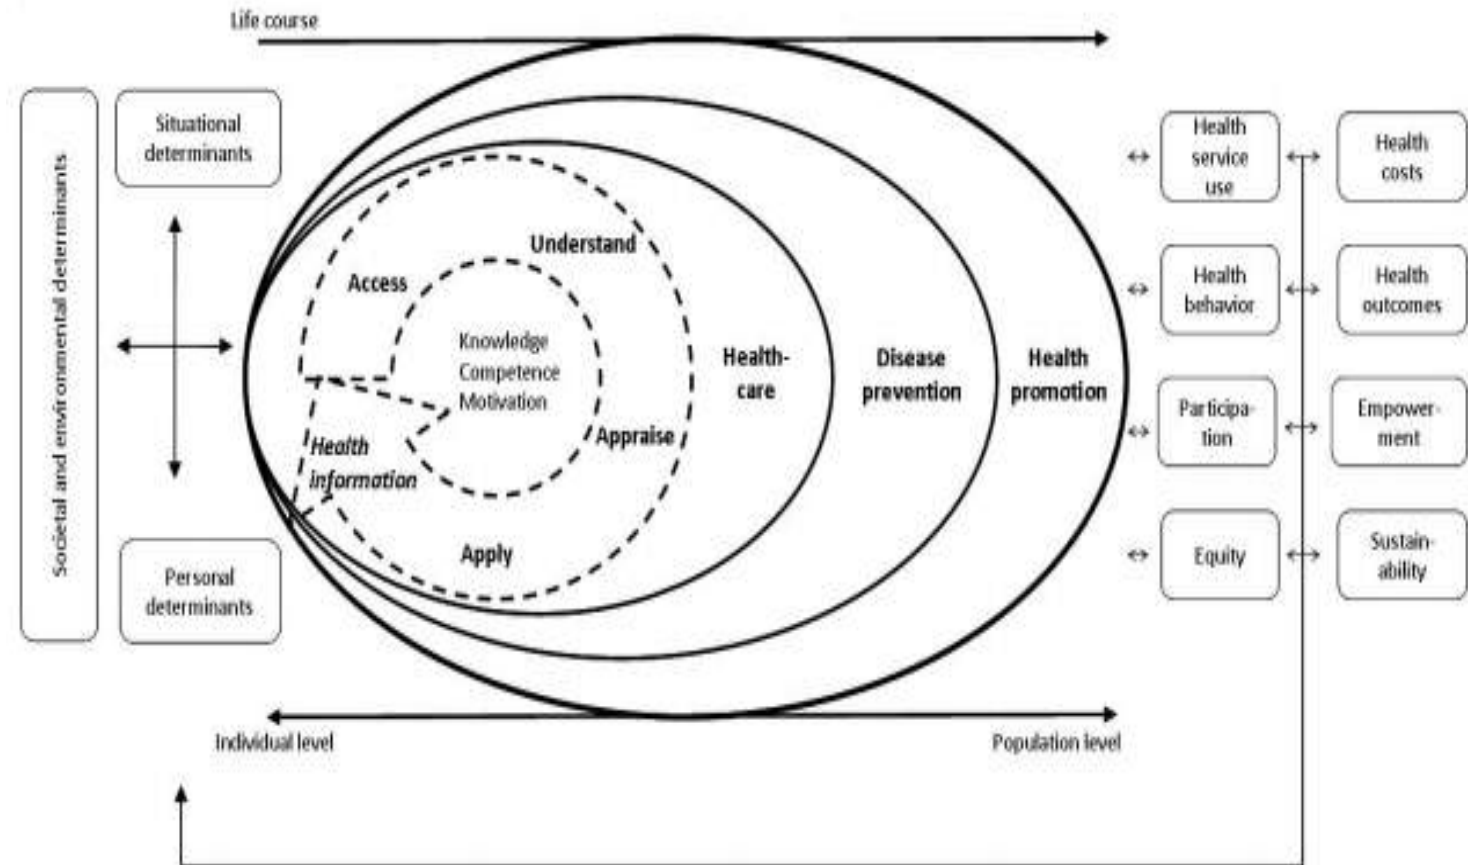 Life course
Societal and environmental determinants
Situational
determinants
Personal
determinants
Access
Understand
Knowledge
Competence
Motivation
Appraise
Health
information
Apply
Health-
care
Disease
prevention
Health
promotion
Individual level
Population level
Health
service
use
Health
costs
Health
behavior
Health
outcomes
Participa-
tion
Empower-
ment
Equity
Sustain-
ability